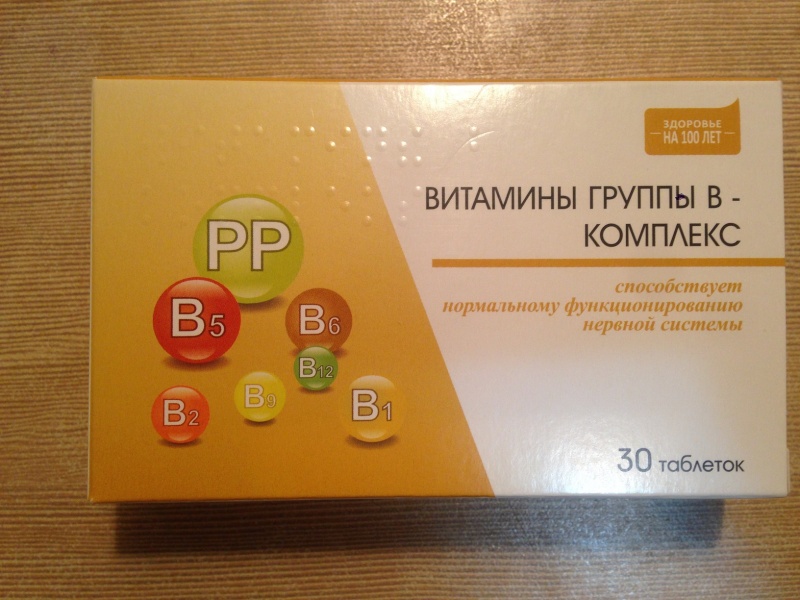 ЗДОРОВЬЕ
НА 100 ЛЕТ
ВИТАМИНЫ ГРУППЫ В -
КОМПЛЕКС
способствует
нормальному функционированию
нервной системы
PP
B5
B6
B12
B9
B2
B1
30 таблеток